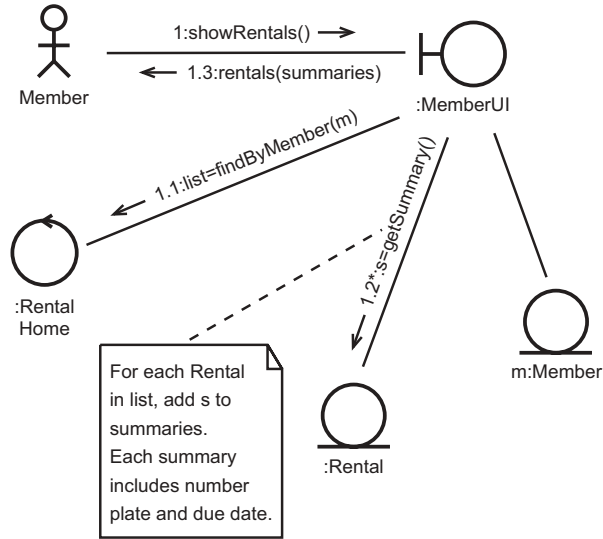 1:showRentals()
1.3:rentals(summaries)
Member
:MemberUI
1.1:list=findByMember(m)
1.2*:s=getSummary()
:Rental
Home
m:Member
For each Rental
in list, add s to
summaries.
Each summary
includes number
plate and due date.
:Rental